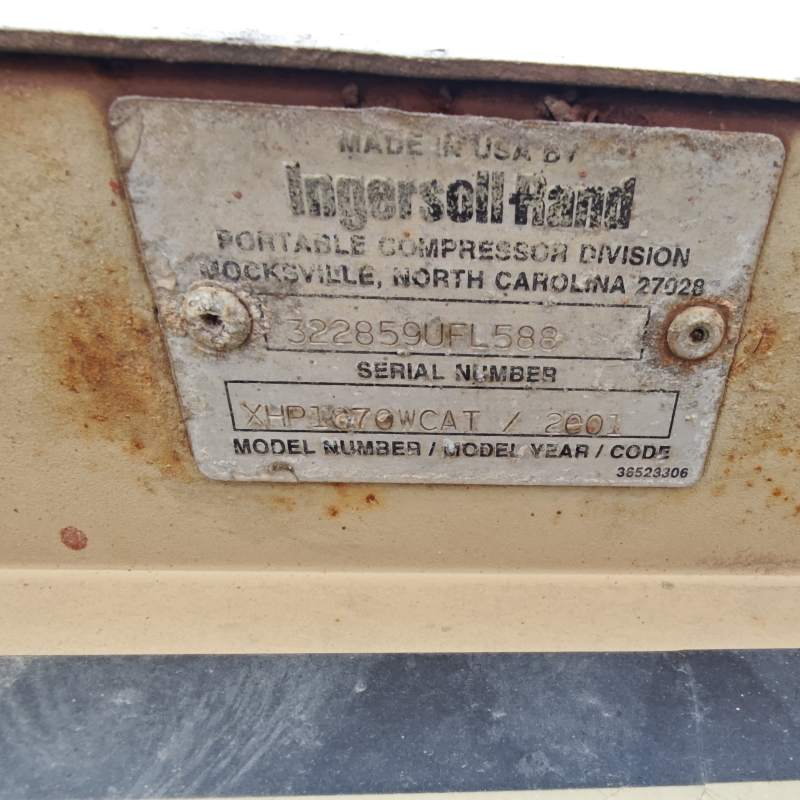 MADE IN USA BY
Ingersoll-Rand
PORTABLE COMPRESSOR DIVISION
MOCKSVILLE, NORTH CAROLINA 27028
322859UFL588
SERIAL NUMBER
XHP1070WCAT / 2001
MODEL NUMBER / MODEL YEAR / CODE
36523306